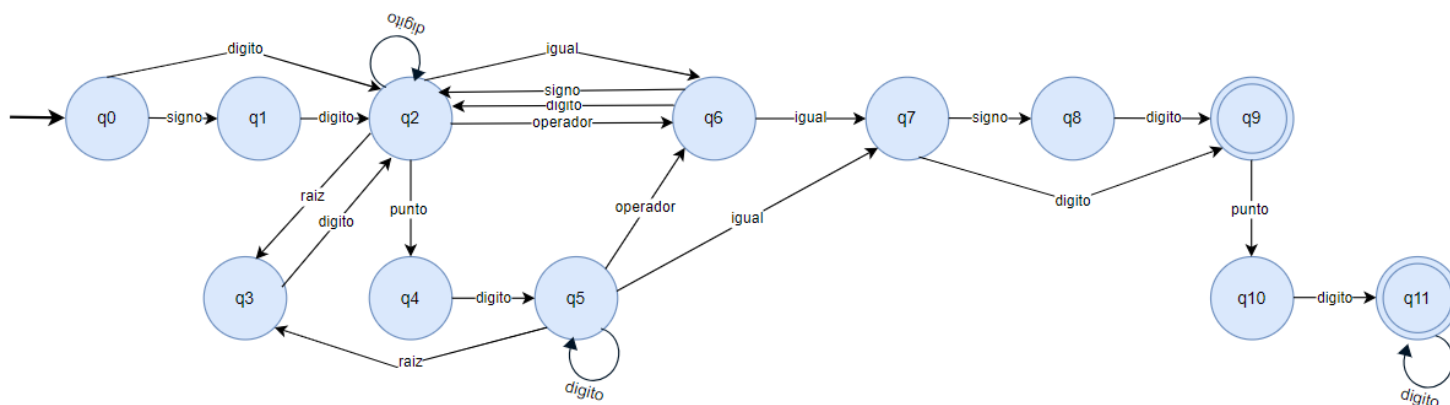 digito
digito
igual
signo
digito
operador
q0
signo
q1
digito
q2
q6
igual
q7
signo
q8
digito
q9
raiz
digito
punto
operador
igual
digito
punto
q3
q4
digito
q5
q10
digito
q11
raiz
digito
digito